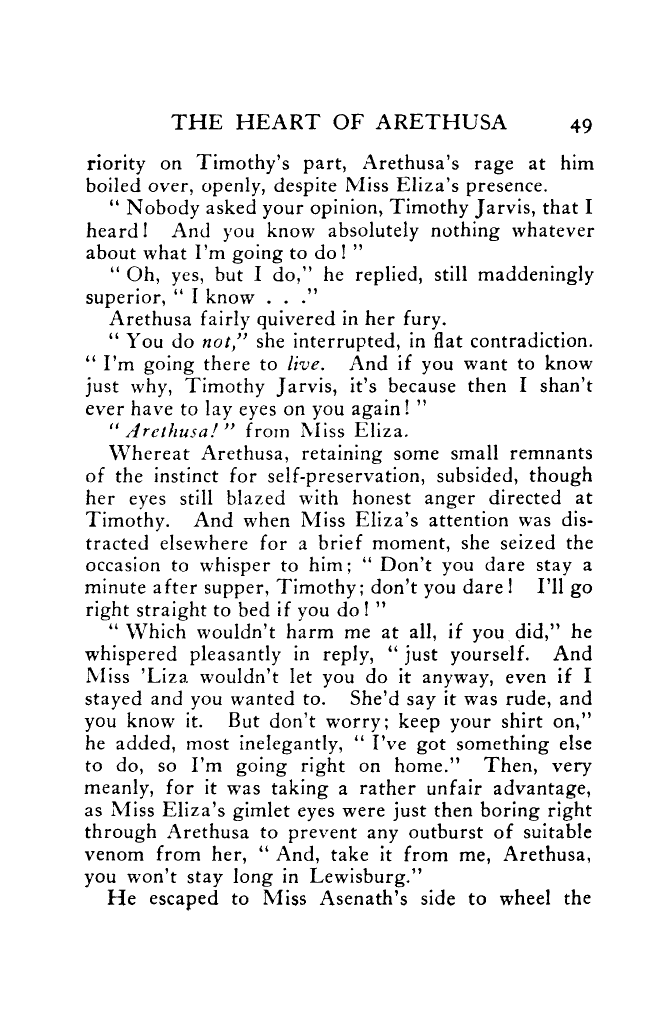 THE HEART OF ARETHUSA 49
riority on Timothy's part, Arethusa's rage at him
boiled over, openly, despite Miss Eliza's presence.
" Nobody asked your opinion, Timothy Jarvis, that I
heard! And you know absolutely nothing whatever
about what I'm going to do! "
" Oh, yes, but I do," he replied, still maddeningly
superior, " I know . . ."
Arethusa fairly quivered in her fury.
" You do not," she interrupted, in flat contradiction.
" I'm going there to live. And if you want to know
just why, Timothy Jarvis, it's because then I shan't
ever have to lay eyes on you again! "
" Arethusa! " from Miss Eliza.
Whereat Arethusa, retaining some small remnants
of the instinct for self-preservation, subsided, though
her eyes still blazed with honest anger directed at
Timothy. And when Miss Eliza's attention was dis-
tracted elsewhere for a brief moment, she seized the
occasion to whisper to him; " Don't you dare stay a
minute after supper, Timothy; don't you dare! I'll go
right straight to bed if you do! "
" Which wouldn't harm me at all, if you did," he
whispered pleasantly in reply, " just yourself. And
Miss 'Liza wouldn't let you do it anyway, even if I
stayed and you wanted to. She'd say it was rude, and
you know it. But don't worry; keep your shirt on,"
he added, most inelegantly, " I've got something else
to do, so I'm going right on home." Then, very
meanly, for it was taking a rather unfair advantage,
as Miss Eliza's gimlet eyes were just then boring right
through Arethusa to prevent any outburst of suitable
venom from her, " And, take it from me, Arethusa,
you won't stay long in Lewisburg."
He escaped to Miss Asenath's side to wheel the